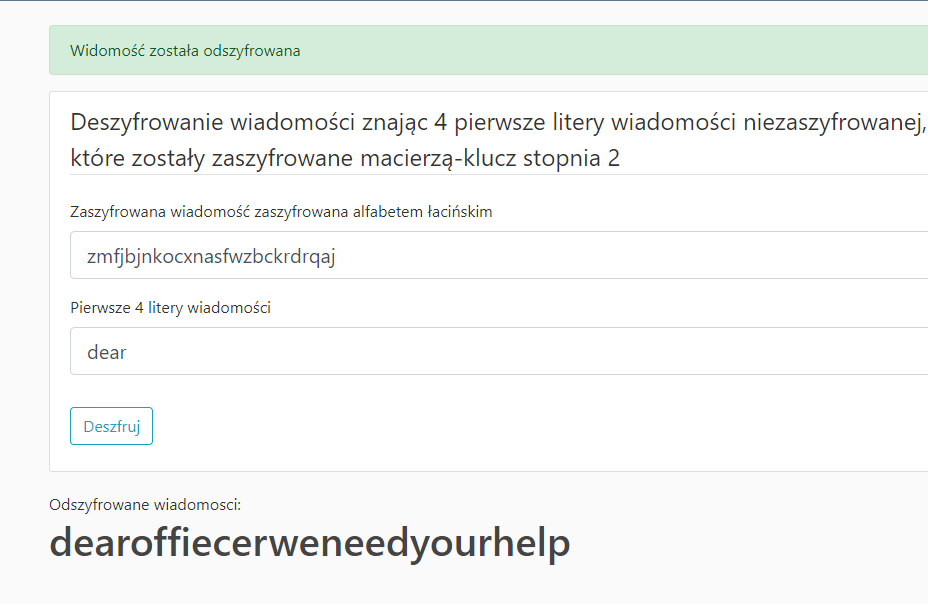 Widomość została odszyfrowana
Deszyfrowanie wiadomości znając 4 pierwsze litery wiadomości niezaszyfrowanej,
które zostały zaszyfrowane macierzą-klucz stopnia 2
Zaszyfrowana wiadomość zaszyfrowana alfabetem łacińskim
zmfjbjnkocxnasfwzbckrdrqaj
Pierwsze 4 litery wiadomości
dear
Deszfruj
Odszyfrowane wiadomosci:
dearoffiecerweneedyourhelp